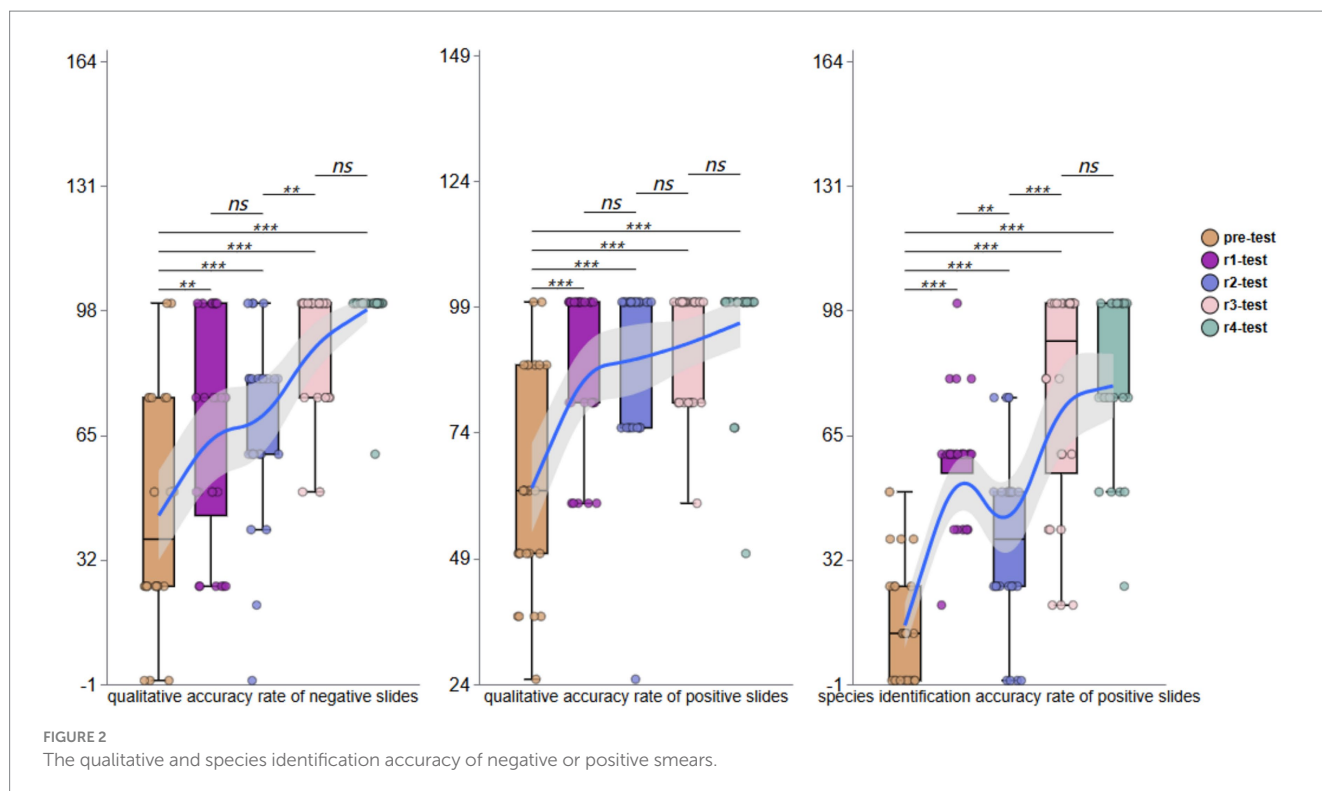 164
131
98
65
32
-1
ns
**
ns
***
***
***
**
qualitative accuracy rate of negative slides
149
124
99
74
49
24
ns
ns
ns
***
***
***
***
qualitative accuracy rate of positive slides
164
131
98
65
32
-1
ns
***
**
***
***
***
***
species identification accuracy rate of positive slides
pre-test
r1-test
r2-test
r3-test
r4-test
FIGURE 2
The qualitative and species identification accuracy of negative or positive smears.